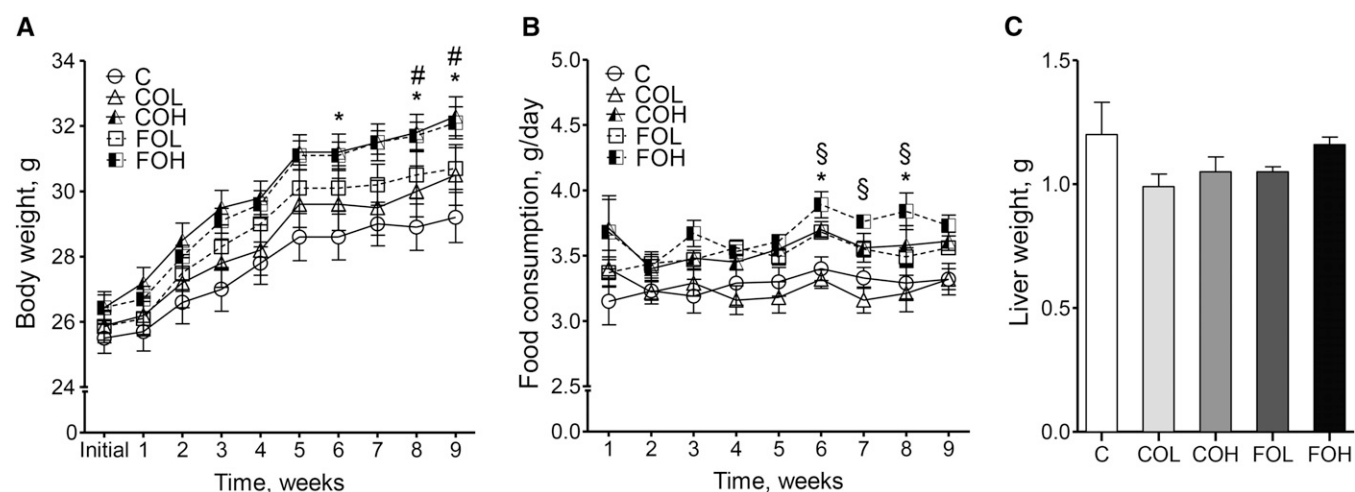 A
Body weight, g
34
32
30
28
26
24
0
C
COL
COH
FOL
FOH
*
#
*
#
*
Initial 1 2 3 4 5 6 7 8 9
Time, weeks
B
Food consumption, g/day
5.0
4.5
4.0
3.5
3.0
2.5
0.0
C
COL
COH
FOL
FOH
§
*
§
§
*
1 2 3 4 5 6 7 8 9
Time, weeks
C
Liver weight, g
1.5
1.0
0.5
0.0
C COL COH FOL FOH